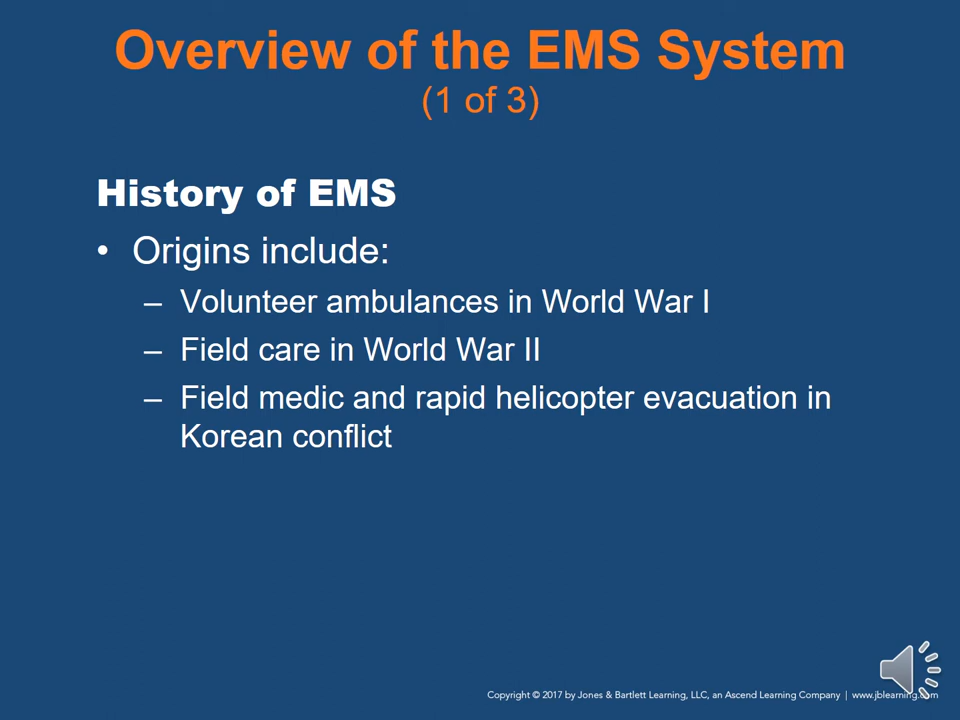 Overview of the EMS System
(1 of 3)
History of EMS
• Origins include:
– Volunteer ambulances in World War I
– Field care in World War II
– Field medic and rapid helicopter evacuation in
Korean conflict
Copyright © 2017 by Jones & Bartlett Learning, LLC, an Ascend Learning Company | www.jblearning.com